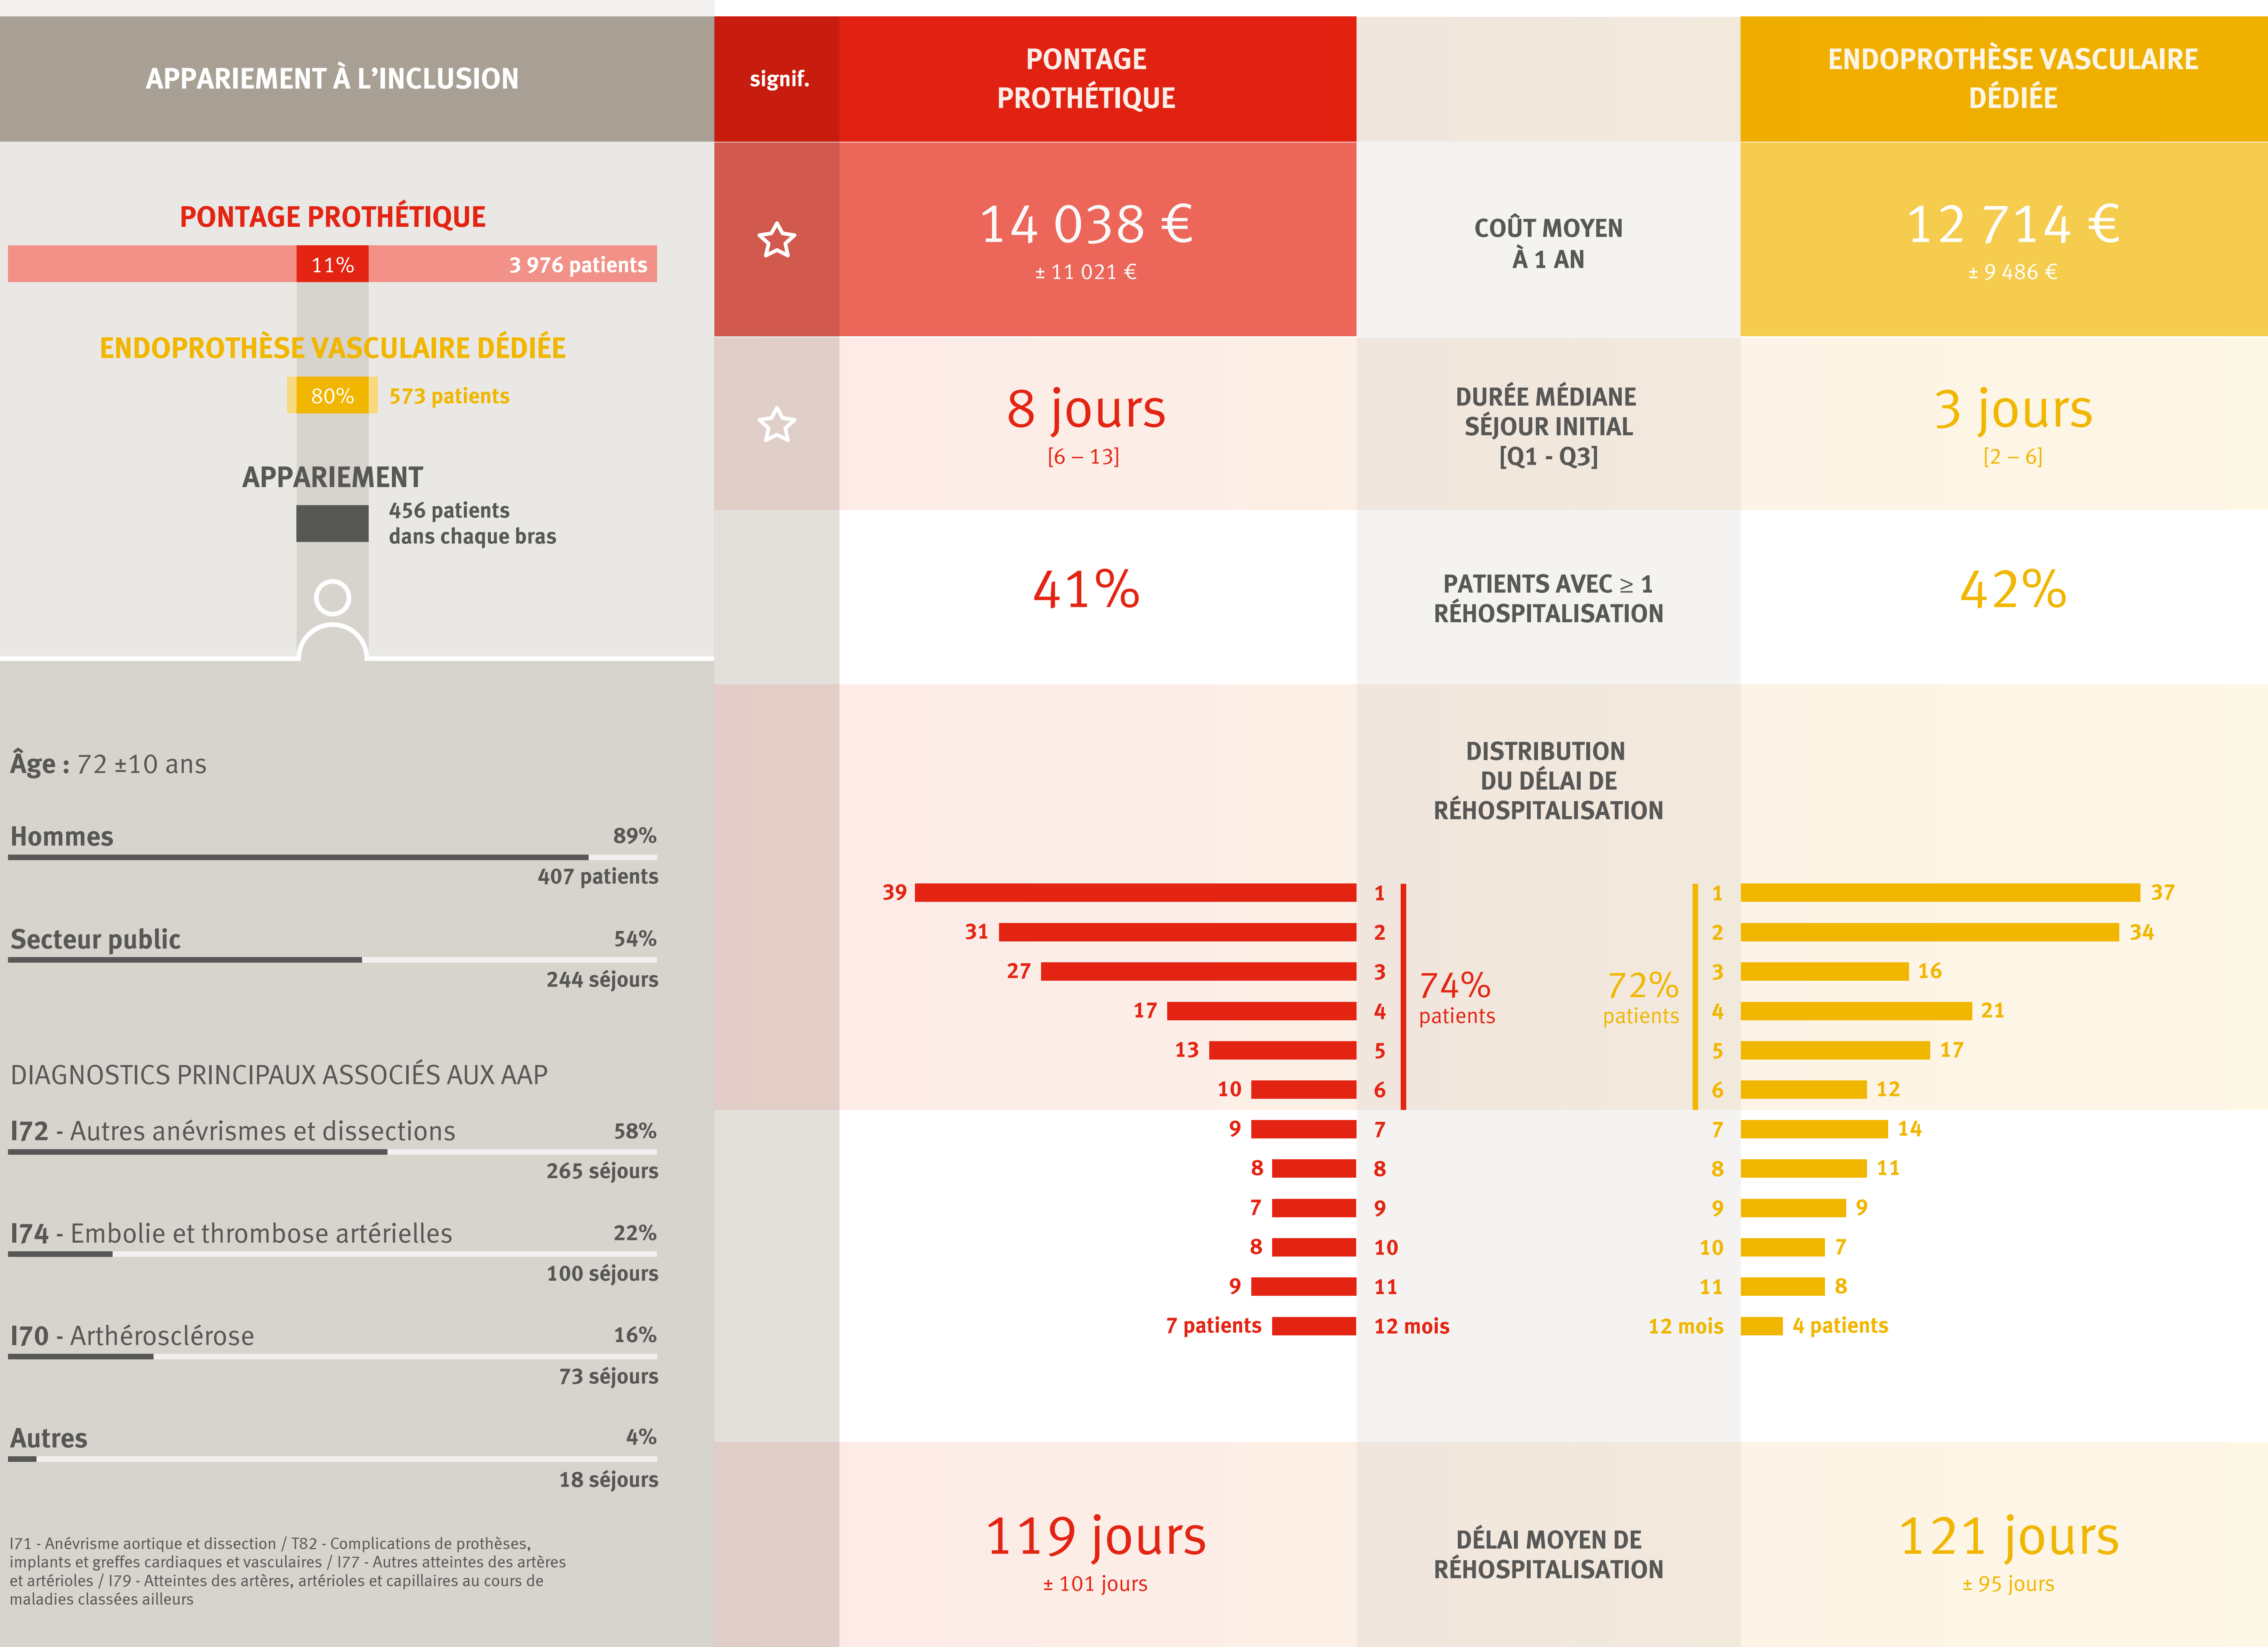 APPARIEMENT À L’INCLUSION
PONTAGE PROTHÉTIQUE
11%
3 976 patients
ENDOPROTHÈSE VASCULAIRE DÉDIÉE
80%
573 patients
APPARIEMENT
456 patients
dans chaque bras
Âge : 72 ±10 ans
Hommes
89%
407 patients
Secteur public
54%
244 séjours
DIAGNOSTICS PRINCIPAUX ASSOCIÉS AUX AAP
I72 - Autres anévrismes et dissections
58%
265 séjours
I74 - Embolie et thrombose artérielles
22%
100 séjours
I70 - Arthérosclérose
16%
73 séjours
Autres
4%
18 séjours
I71 - Anévrisme aortique et dissection / T82 - Complications de prothèses,
implants et greffes cardiaques et vasculaires / I77 - Autres atteintes des artères
et artérioles / I79 - Atteintes des artères, artérioles et capillaires au cours de
maladies classées ailleurs
signif.
PONTAGE
PROTHÉTIQUE
ENDOPROTHÈSE VASCULAIRE
DÉDIÉE
14 038 €
± 11 021 €
COÛT MOYEN
À 1 AN
12 714 €
± 9 486 €
8 jours
[6 – 13]
DURÉE MÉDIANE
SÉJOUR INITIAL
[Q1 - Q3]
3 jours
[2 – 6]
41%
PATIENTS AVEC ≥ 1
RÉHOSPITALISATION
42%
DISTRIBUTION
DU DÉLAI DE
RÉHOSPITALISATION
39 1 1 37
31 2 2 34
27 3 3 16
74%
patients
72%
patients
17 4 4 21
13 5 5 17
10 6 6 12
9 7 7 14
8 8 8 11
7 9 9 9
8 10 10 7
9 11 11 8
7 patients 12 mois 12 mois 4 patients
119 jours
± 101 jours
DÉLAI MOYEN DE
RÉHOSPITALISATION
121 jours
± 95 jours